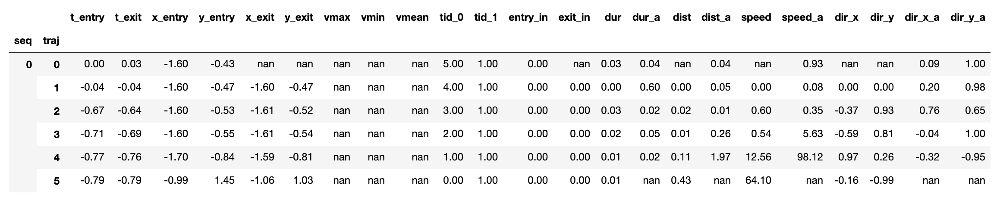 t_entry t_exit x_entry y_entry x_exit y_exit vmax vmin vmean tid_0 tid_1 entry_in exit_in dur dur_a dist dist_a speed speed_a dir_x dir_y dir_x_a dir_y_a
seq traj
0 0 0.00 0.03 -1.60 -0.43 nan nan nan nan nan 5.00 1.00 0.00 nan 0.03 0.04 nan 0.04 nan 0.93 nan nan 0.09 1.00
1 -0.04 -0.04 -1.60 -0.47 -1.60 -0.47 nan nan nan 4.00 1.00 0.00 0.00 0.00 0.60 0.00 0.05 0.00 0.08 0.00 0.00 0.20 0.98
2 -0.67 -0.64 -1.60 -0.53 -1.61 -0.52 nan nan nan 3.00 1.00 0.00 0.00 0.03 0.02 0.02 0.01 0.60 0.35 -0.37 0.93 0.76 0.65
3 -0.71 -0.69 -1.60 -0.55 -1.61 -0.54 nan nan nan 2.00 1.00 0.00 0.00 0.02 0.05 0.01 0.26 0.54 5.63 -0.59 0.81 -0.04 1.00
4 -0.77 -0.76 -1.70 -0.84 -1.59 -0.81 nan nan nan 1.00 1.00 0.00 0.00 0.01 0.02 0.11 1.97 12.56 98.12 0.97 0.26 -0.32 -0.95
5 -0.79 -0.79 -0.99 1.45 -1.06 1.03 nan nan nan 0.00 1.00 0.00 0.00 0.01 nan 0.43 nan 64.10 nan -0.16 -0.99 nan nan